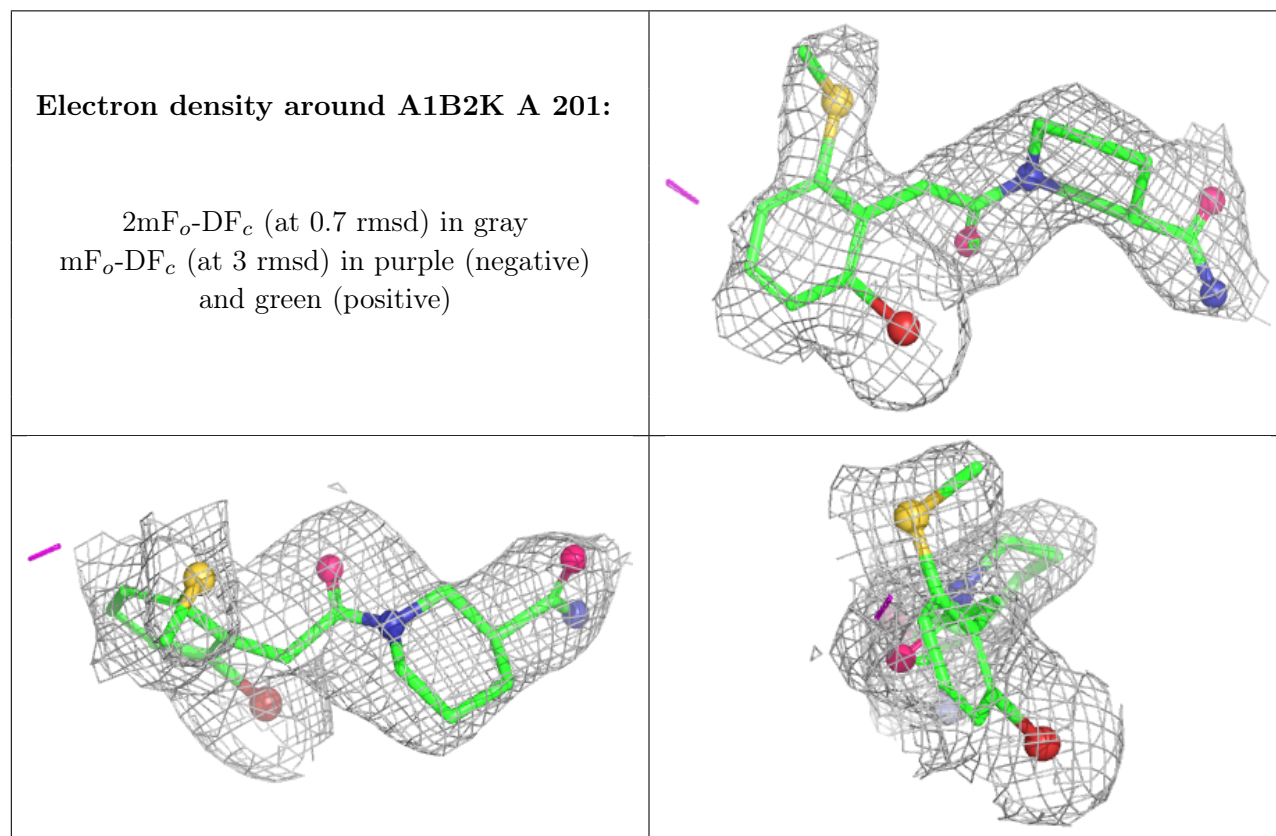 Electron density around A1B2K A 201:
2mFo-DFc (at 0.7 rmsd) in gray
mFo-DFc (at 3 rmsd) in purple (negative)
and green (positive)